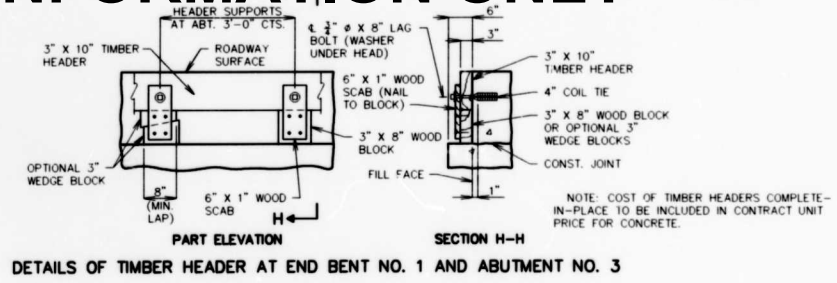 INFORMATION ONLY
HEADER SUPPORTS
AT ABT. 3'-0" CTS.
3" X 10" TIMBER
HEADER
ROADWAY
SURFACE
℄ 3/4" ø X 8" LAG
BOLT (WASHER
UNDER HEAD)
6" X 1" WOOD
SCAB (NAIL
TO BLOCK)
3" X 8" WOOD
BLOCK
OPTIONAL 3"
WEDGE BLOCK
8"
(MIN.
LAP)
6" X 1" WOOD
SCAB
H
PART ELEVATION
6"
3"
3" X 10"
TIMBER HEADER
4" COIL TIE
3" X 8" WOOD BLOCK
OR OPTIONAL 3"
WEDGE BLOCKS
CONST. JOINT
FILL FACE
1"
SECTION H-H
NOTE: COST OF TIMBER HEADERS COMPLETE-
IN-PLACE TO BE INCLUDED IN CONTRACT UNIT
PRICE FOR CONCRETE.
DETAILS OF TIMBER HEADER AT END BENT NO. 1 AND ABUTMENT NO. 3